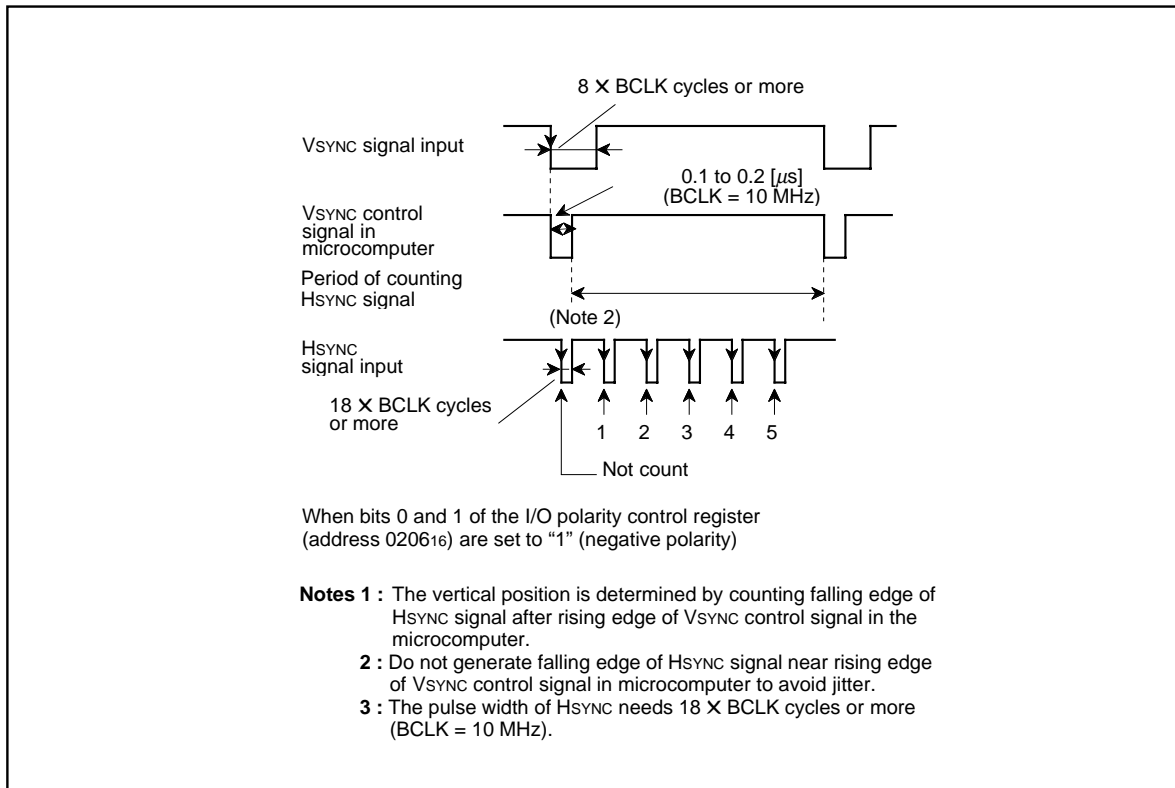 8 X BCLK cycles or more
VSYNC signal input
0.1 to 0.2 [μs]
(BCLK = 10 MHz)
VSYNC control
signal in
microcomputer
Period of counting
HSYNC signal
(Note 2)
HSYNC
signal input
18 X BCLK cycles
or more
1 2 3 4 5
Not count
When bits 0 and 1 of the I/O polarity control register
(address 020616) are set to “1” (negative polarity)
Notes 1 : The vertical position is determined by counting falling edge of
HSYNC signal after rising edge of VSYNC control signal in the
microcomputer.
2 : Do not generate falling edge of HSYNC signal near rising edge
of VSYNC control signal in microcomputer to avoid jitter.
3 : The pulse width of HSYNC needs 18 X BCLK cycles or more
(BCLK = 10 MHz).